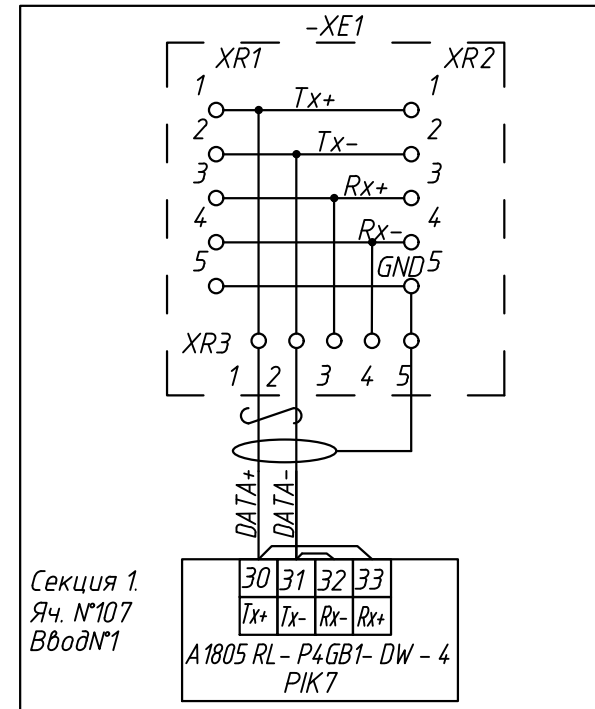 -XE1
XR1 XR2
1 Tx+ 1
2 Tx- 2
3 Rx+ 3
4 Rx- 4
5 GND 5
XR3
1 2 3 4 5
DATA+ DATA-
30 31 32 33
Tx+ Tx- Rx- Rx+
Секция 1.
Яч. №107
Ввод№1
A1805 RL-P4GB1-DW-4
PIK7